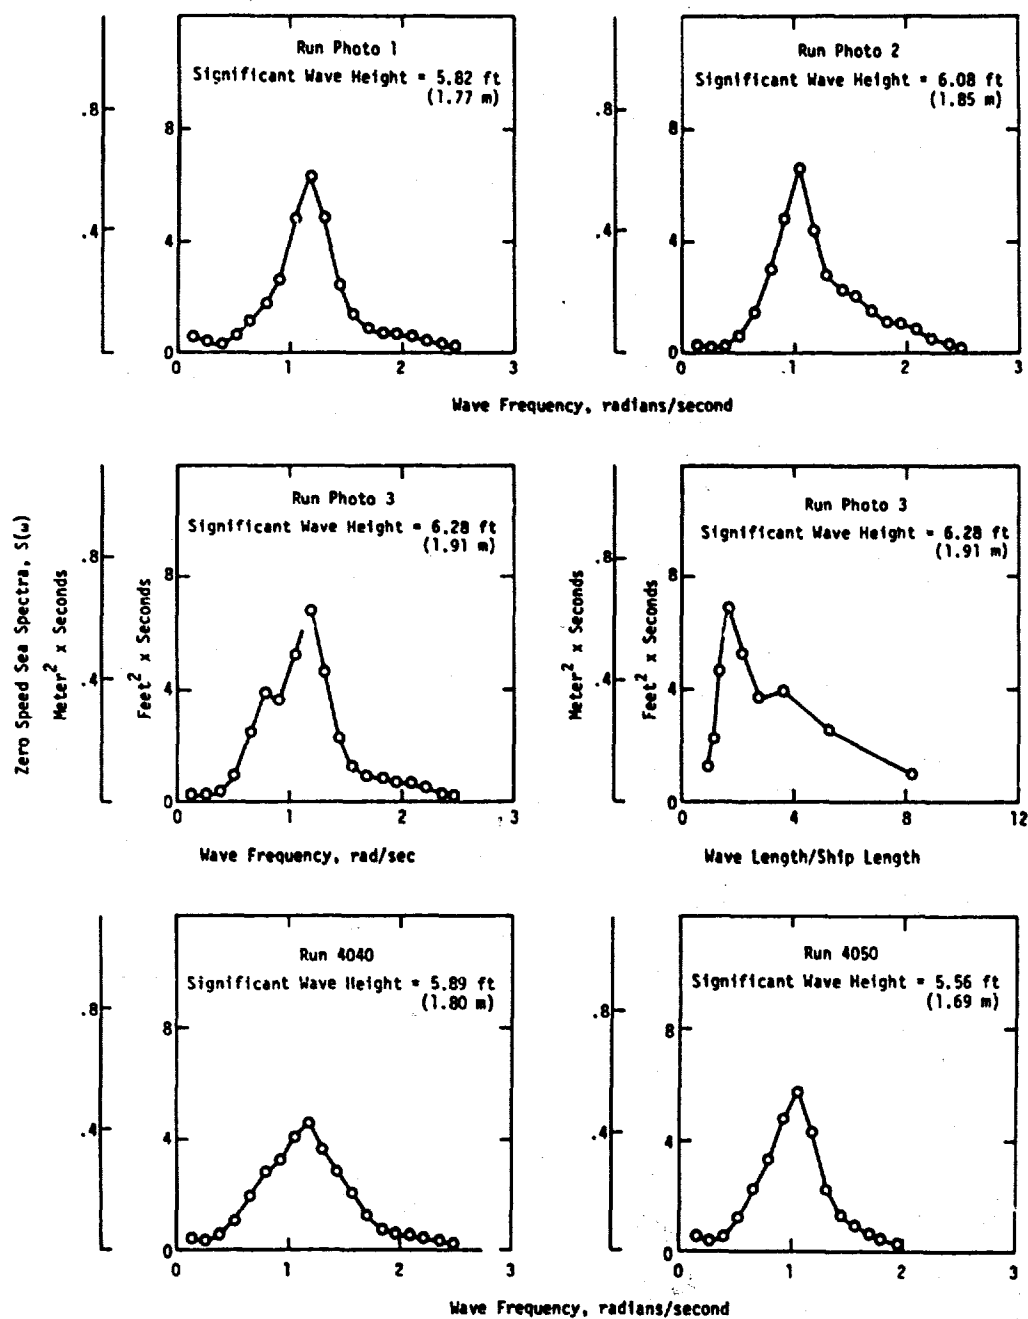 Run Photo 1
Significant Wave Height = 5.82 ft
(1.77 m)
.8
.4
8
4
0
0 1 2 3
Run Photo 2
Significant Wave Height = 6.08 ft
(1.85 m)
.8
.4
8
4
0
0 1 2 3
Wave Frequency, radians/second
Zero Speed Sea Spectra, S(ω)
Meter² x Seconds
Feet² x Seconds
Run Photo 3
Significant Wave Height = 6.28 ft
(1.91 m)
.8
.4
8
4
0
0 1 2 3
Wave Frequency, rad/sec
Meter² x Seconds
Feet² x Seconds
Run Photo 3
Significant Wave Height = 6.28 ft
(1.91 m)
.8
.4
8
4
0
0 4 8 12
Wave Length/Ship Length
Run 4040
Significant Wave Height = 5.89 ft
(1.80 m)
.8
.4
8
4
0
0 1 2 3
Run 4050
Significant Wave Height = 5.56 ft
(1.69 m)
.8
.4
8
4
0
0 1 2 3
Wave Frequency, radians/second